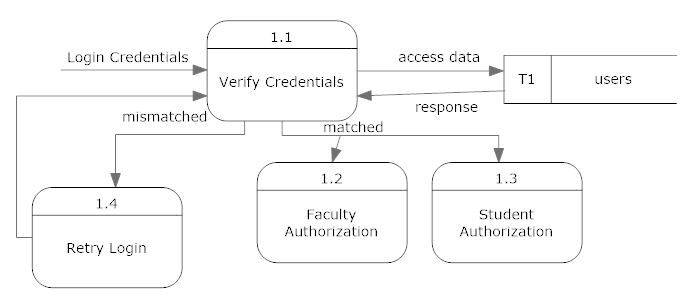 1.1
Login Credentials
access data
Verify Credentials
T1
users
response
mismatched
matched
1.2
1.3
1.4
Faculty
Authorization
Student
Authorization
Retry Login